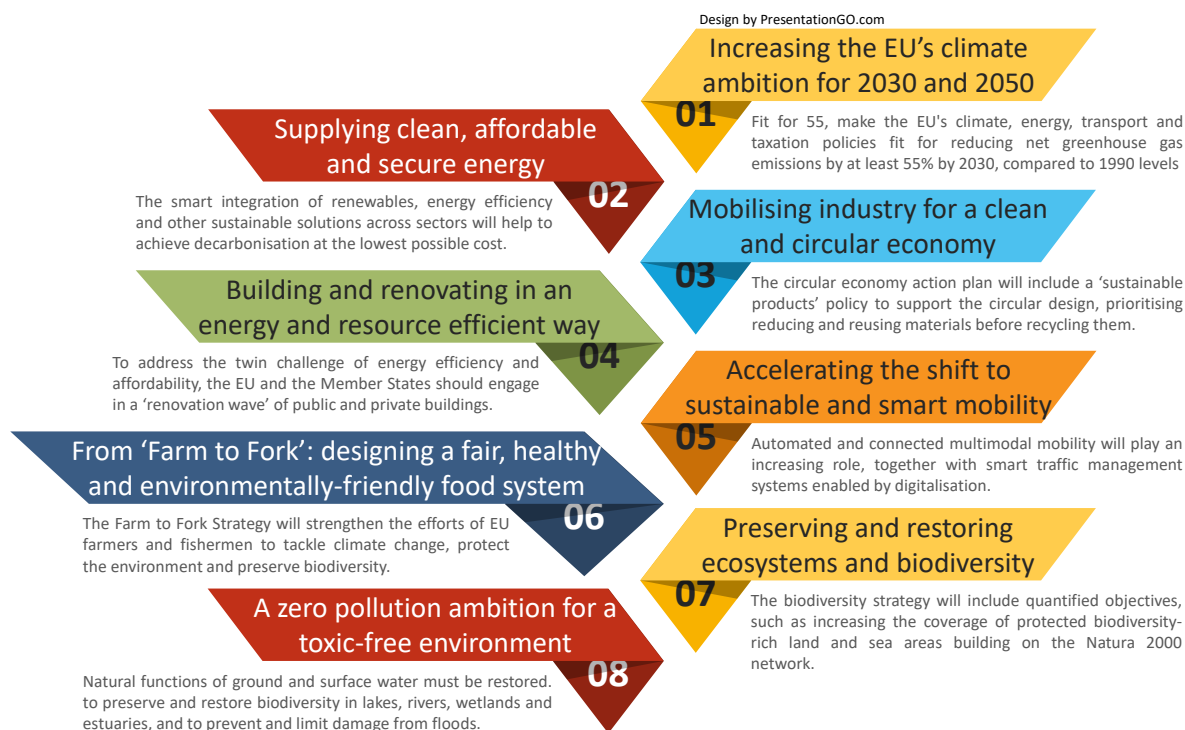 Design by PresentationGO.com
Increasing the EU's climate
ambition for 2030 and 2050
01
Fit for 55, make the EU's climate, energy, transport and
taxation policies fit for reducing net greenhouse gas
emissions by at least 55% by 2030, compared to 1990 levels
Supplying clean, affordable
and secure energy
02
The smart integration of renewables, energy efficiency
and other sustainable solutions across sectors will help to
achieve decarbonisation at the lowest possible cost.
Mobilising industry for a clean
and circular economy
03
The circular economy action plan will include a ‘sustainable
products’ policy to support the circular design, prioritising
reducing and reusing materials before recycling them.
Building and renovating in an
energy and resource efficient way
04
To address the twin challenge of energy efficiency and
affordability, the EU and the Member States should engage
in a ‘renovation wave’ of public and private buildings.
Accelerating the shift to
sustainable and smart mobility
05
Automated and connected multimodal mobility will play an
increasing role, together with smart traffic management
systems enabled by digitalisation.
From ‘Farm to Fork’: designing a fair, healthy
and environmentally-friendly food system
06
The Farm to Fork Strategy will strengthen the efforts of EU
farmers and fishermen to tackle climate change, protect
the environment and preserve biodiversity.
Preserving and restoring
ecosystems and biodiversity
07
The biodiversity strategy will include quantified objectives,
such as increasing the coverage of protected biodiversity-
rich land and sea areas building on the Natura 2000
network.
A zero pollution ambition for a
toxic-free environment
08
Natural functions of ground and surface water must be restored.
to preserve and restore biodiversity in lakes, rivers, wetlands and
estuaries, and to prevent and limit damage from floods.